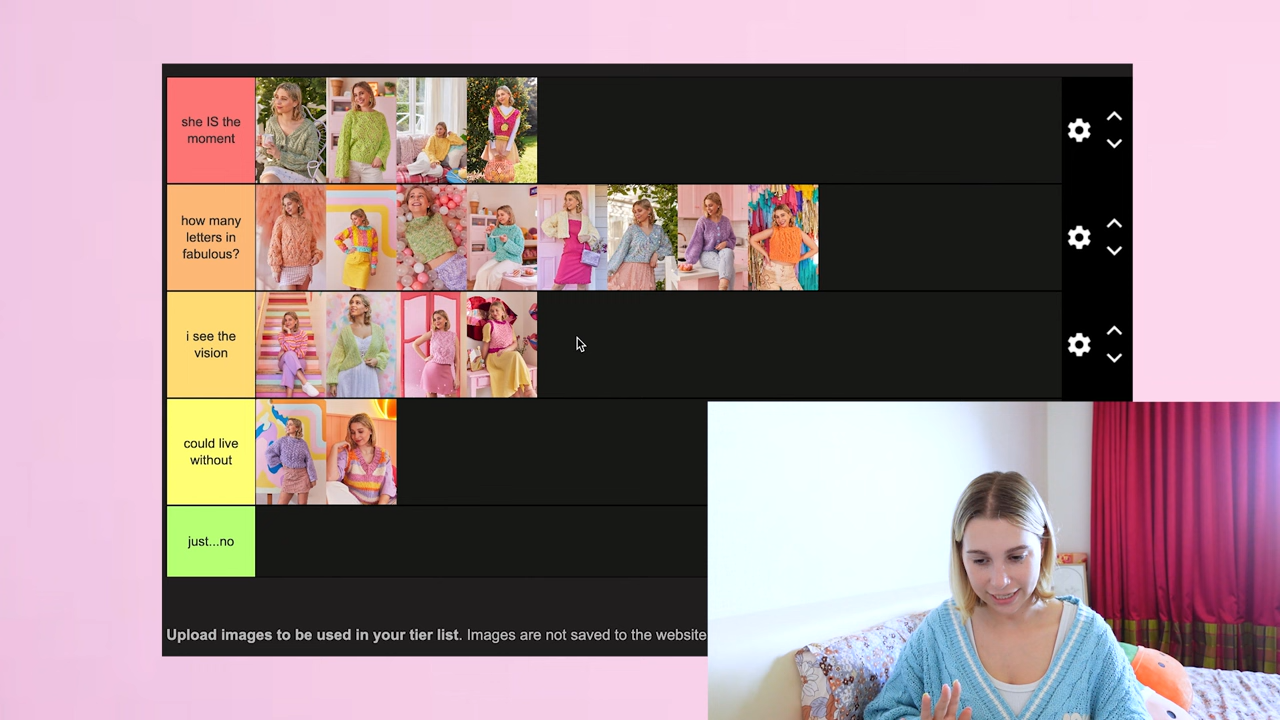 she IS the
moment
how many
letters in
fabulous?
i see the
vision
could live
without
just...no
Upload images to be used in your tier list. Images are not saved to the website